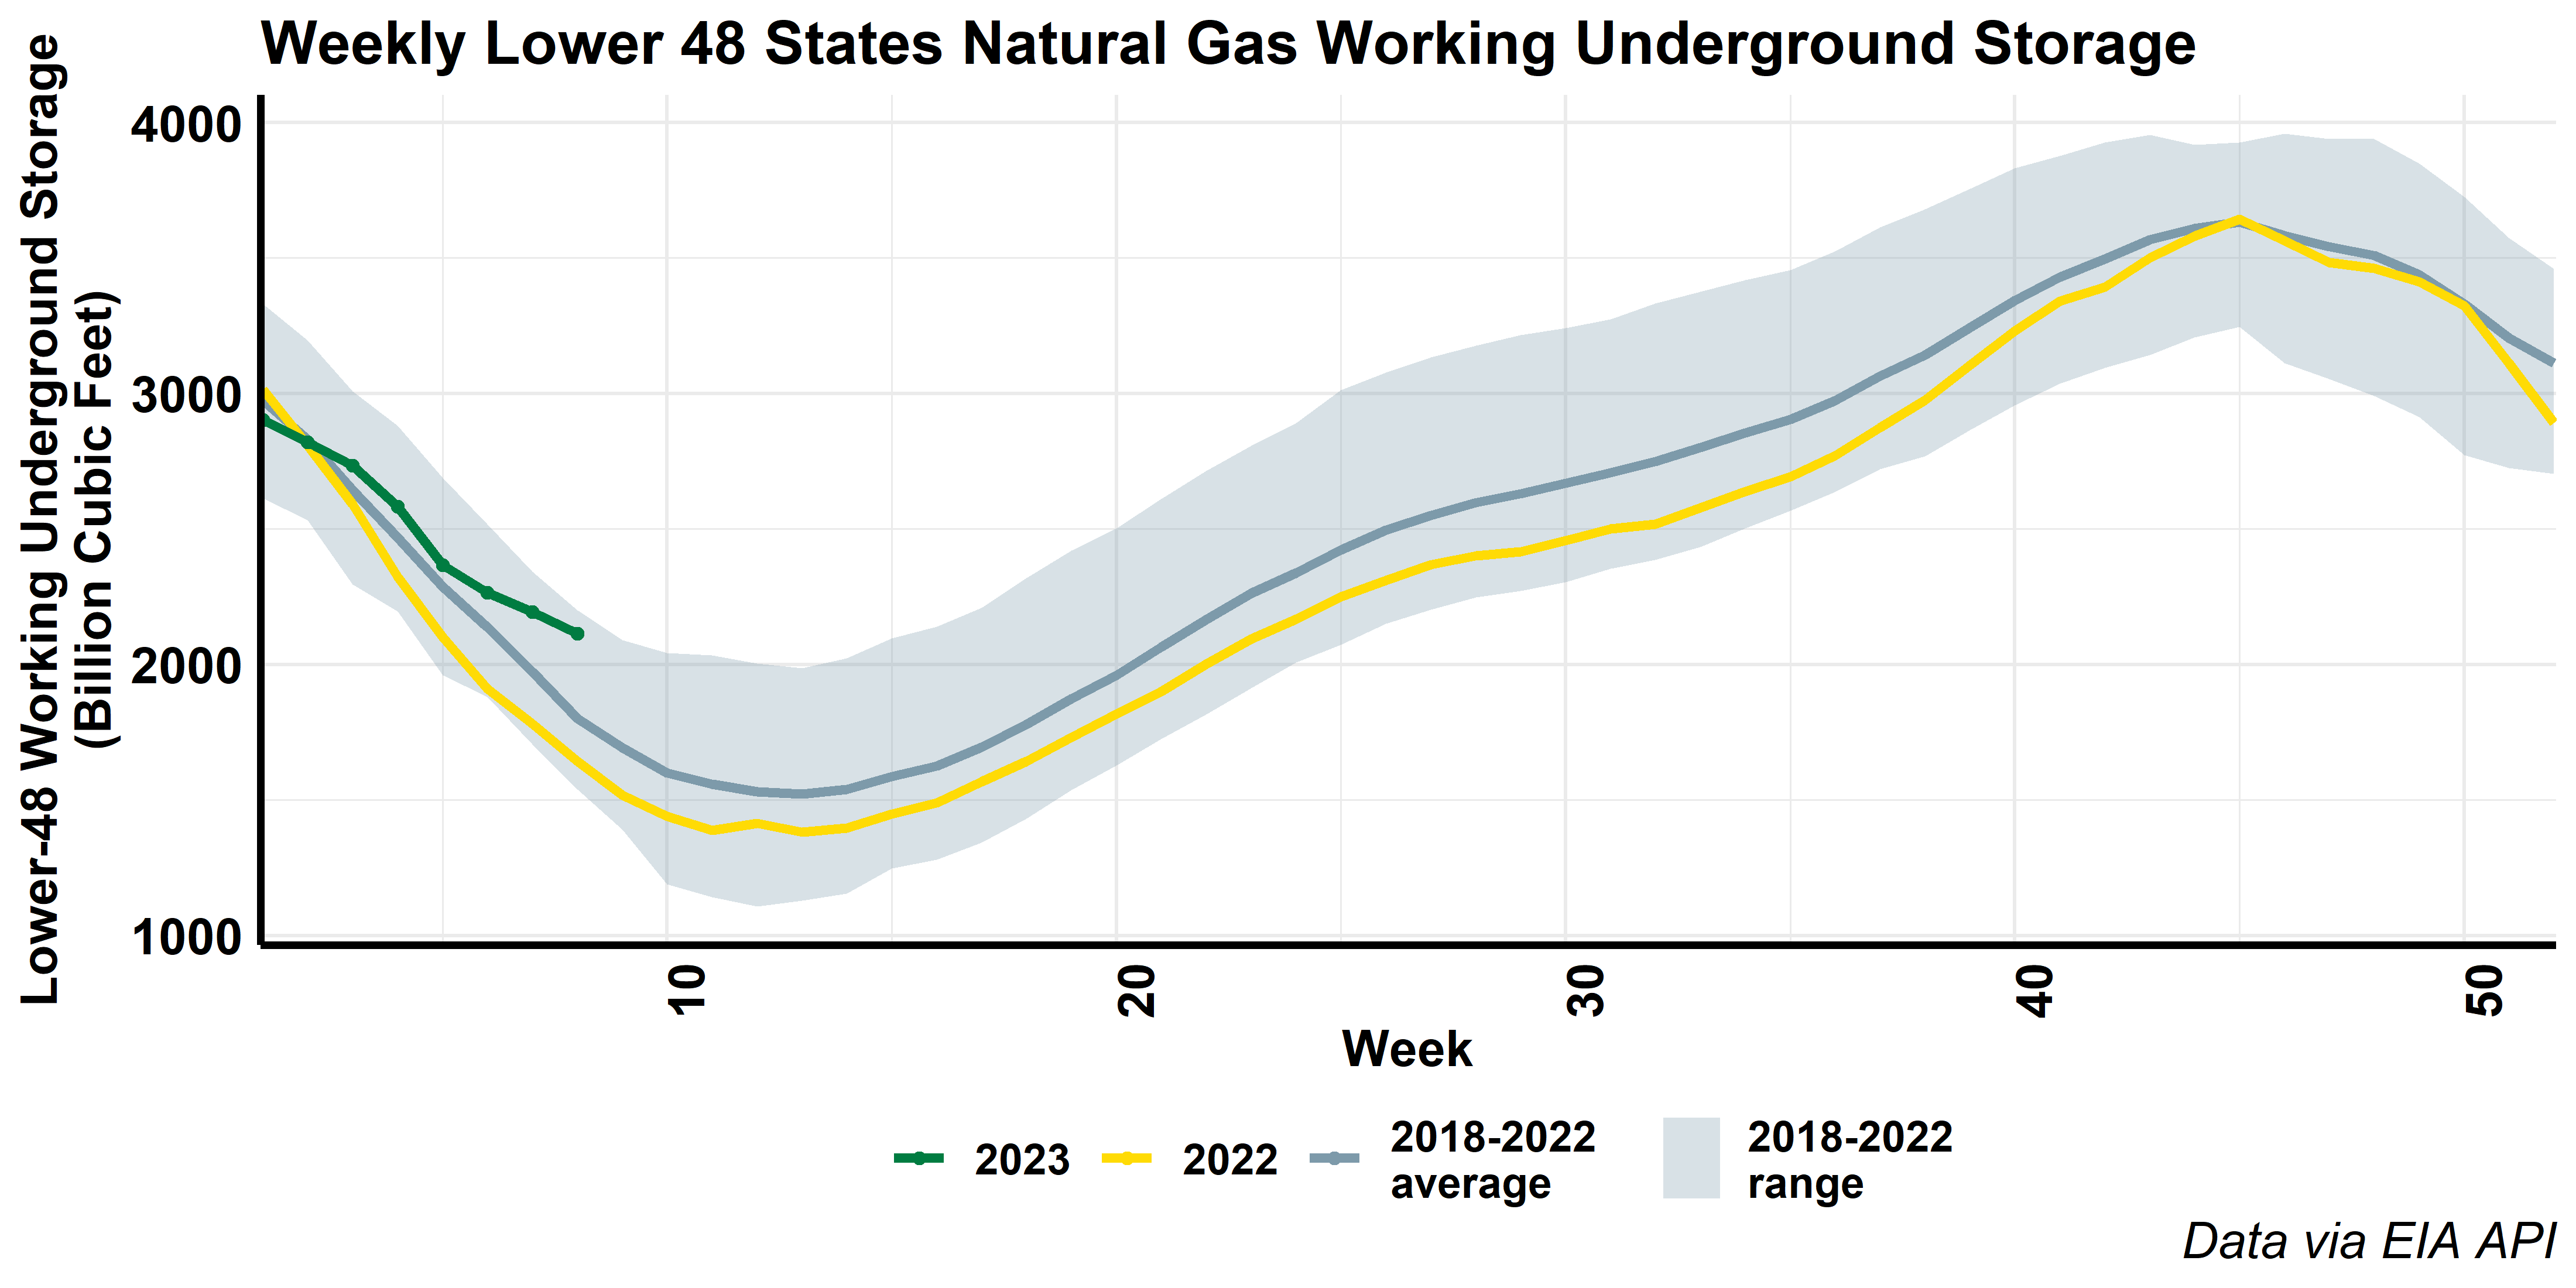 Weekly Lower 48 States Natural Gas Working Underground Storage
Lower-48 Working Underground Storage
(Billion Cubic Feet)
4000
3000
2000
1000
10
20
30
40
50
Week
2023
2022
2018-2022
average
2018-2022
range
Data via EIA API